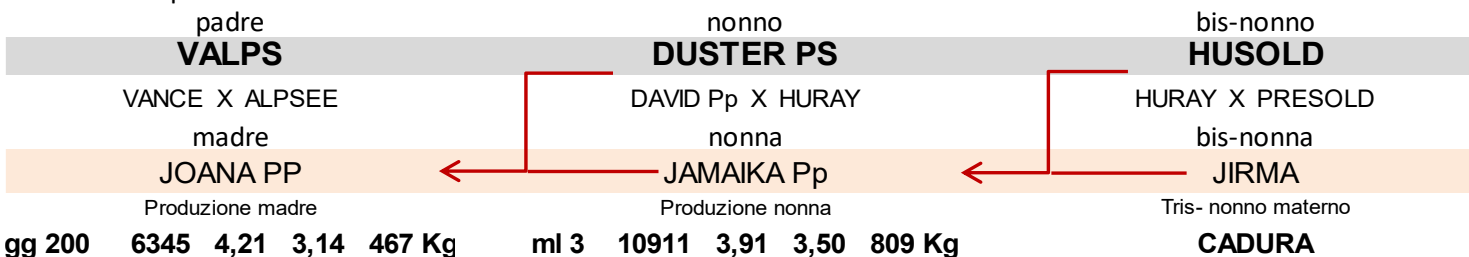 padre nonno bis-nonno
VALPS DUSTER PS HUSOLD
VANCE X ALPSEE DAVID Pp X HURAY HURAY X PRESOLD
madre nonna bis-nonna
JOANA PP JAMAIKA Pp JIRMA
Produzione madre Produzione nonna Tris- nonno materno
gg 200 6345 4,21 3,14 467 Kg ml 3 10911 3,91 3,50 809 Kg CADURA